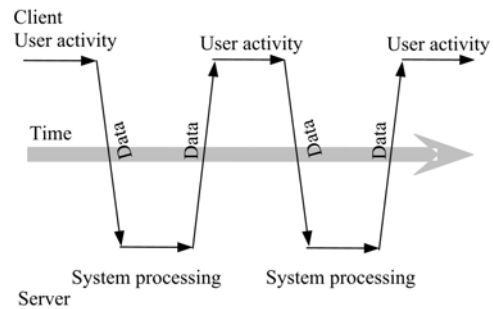 Client
User activity
User activity
User activity
Time
Data
Data
Data
Data
System processing
System processing
Server